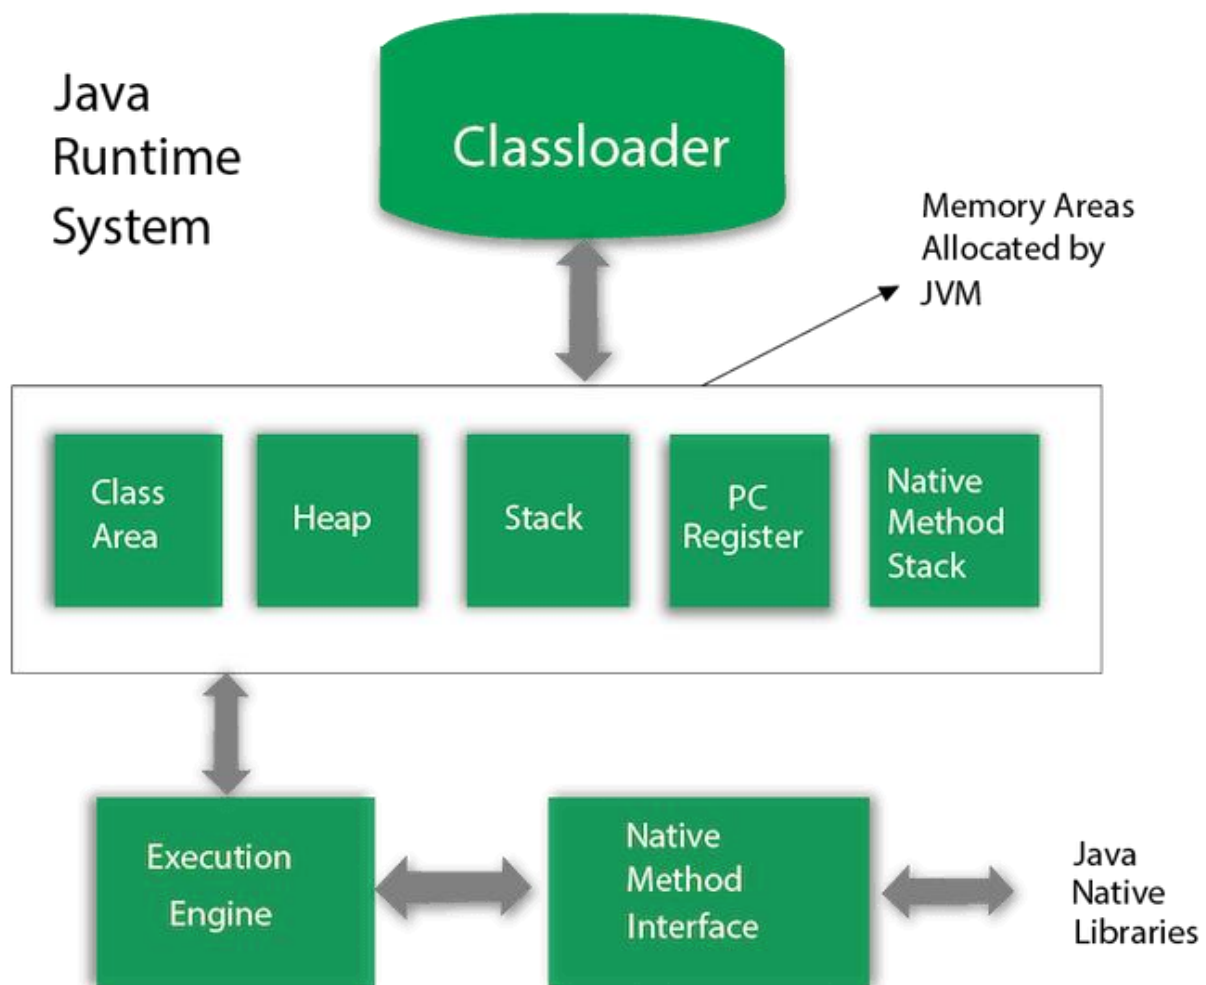 Java
Runtime
System
Classloader
Memory Areas
Allocated by
JVM
Class
Area
Heap
Stack
PC
Register
Native
Method
Stack
Execution
Engine
Native
Method
Interface
Java
Native
Libraries